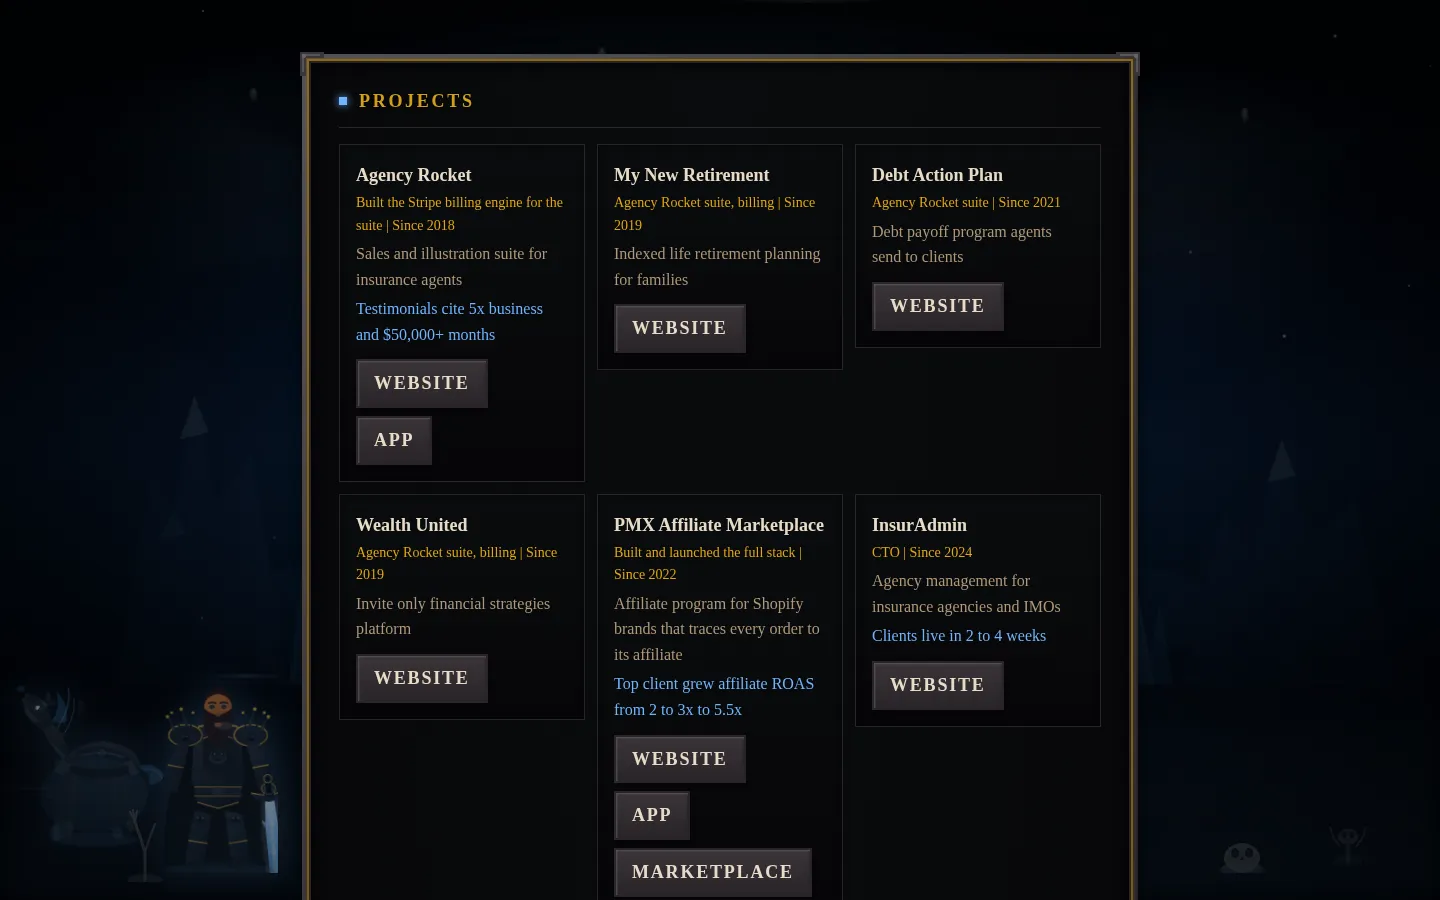 PROJECTS
Agency Rocket
Built the Stripe billing engine for the
suite | Since 2018
Sales and illustration suite for
insurance agents
Testimonials cite 5x business
and $50,000+ months
WEBSITE
APP
My New Retirement
Agency Rocket suite, billing | Since
2019
Indexed life retirement planning
for families
WEBSITE
Debt Action Plan
Agency Rocket suite | Since 2021
Debt payoff program agents
send to clients
WEBSITE
Wealth United
Agency Rocket suite, billing | Since
2019
Invite only financial strategies
platform
WEBSITE
PMX Affiliate Marketplace
Built and launched the full stack |
Since 2022
Affiliate program for Shopify
brands that traces every order to
its affiliate
Top client grew affiliate ROAS
from 2 to 3x to 5.5x
WEBSITE
APP
MARKETPLACE
InsurAdmin
CTO | Since 2024
Agency management for
insurance agencies and IMOs
Clients live in 2 to 4 weeks
WEBSITE